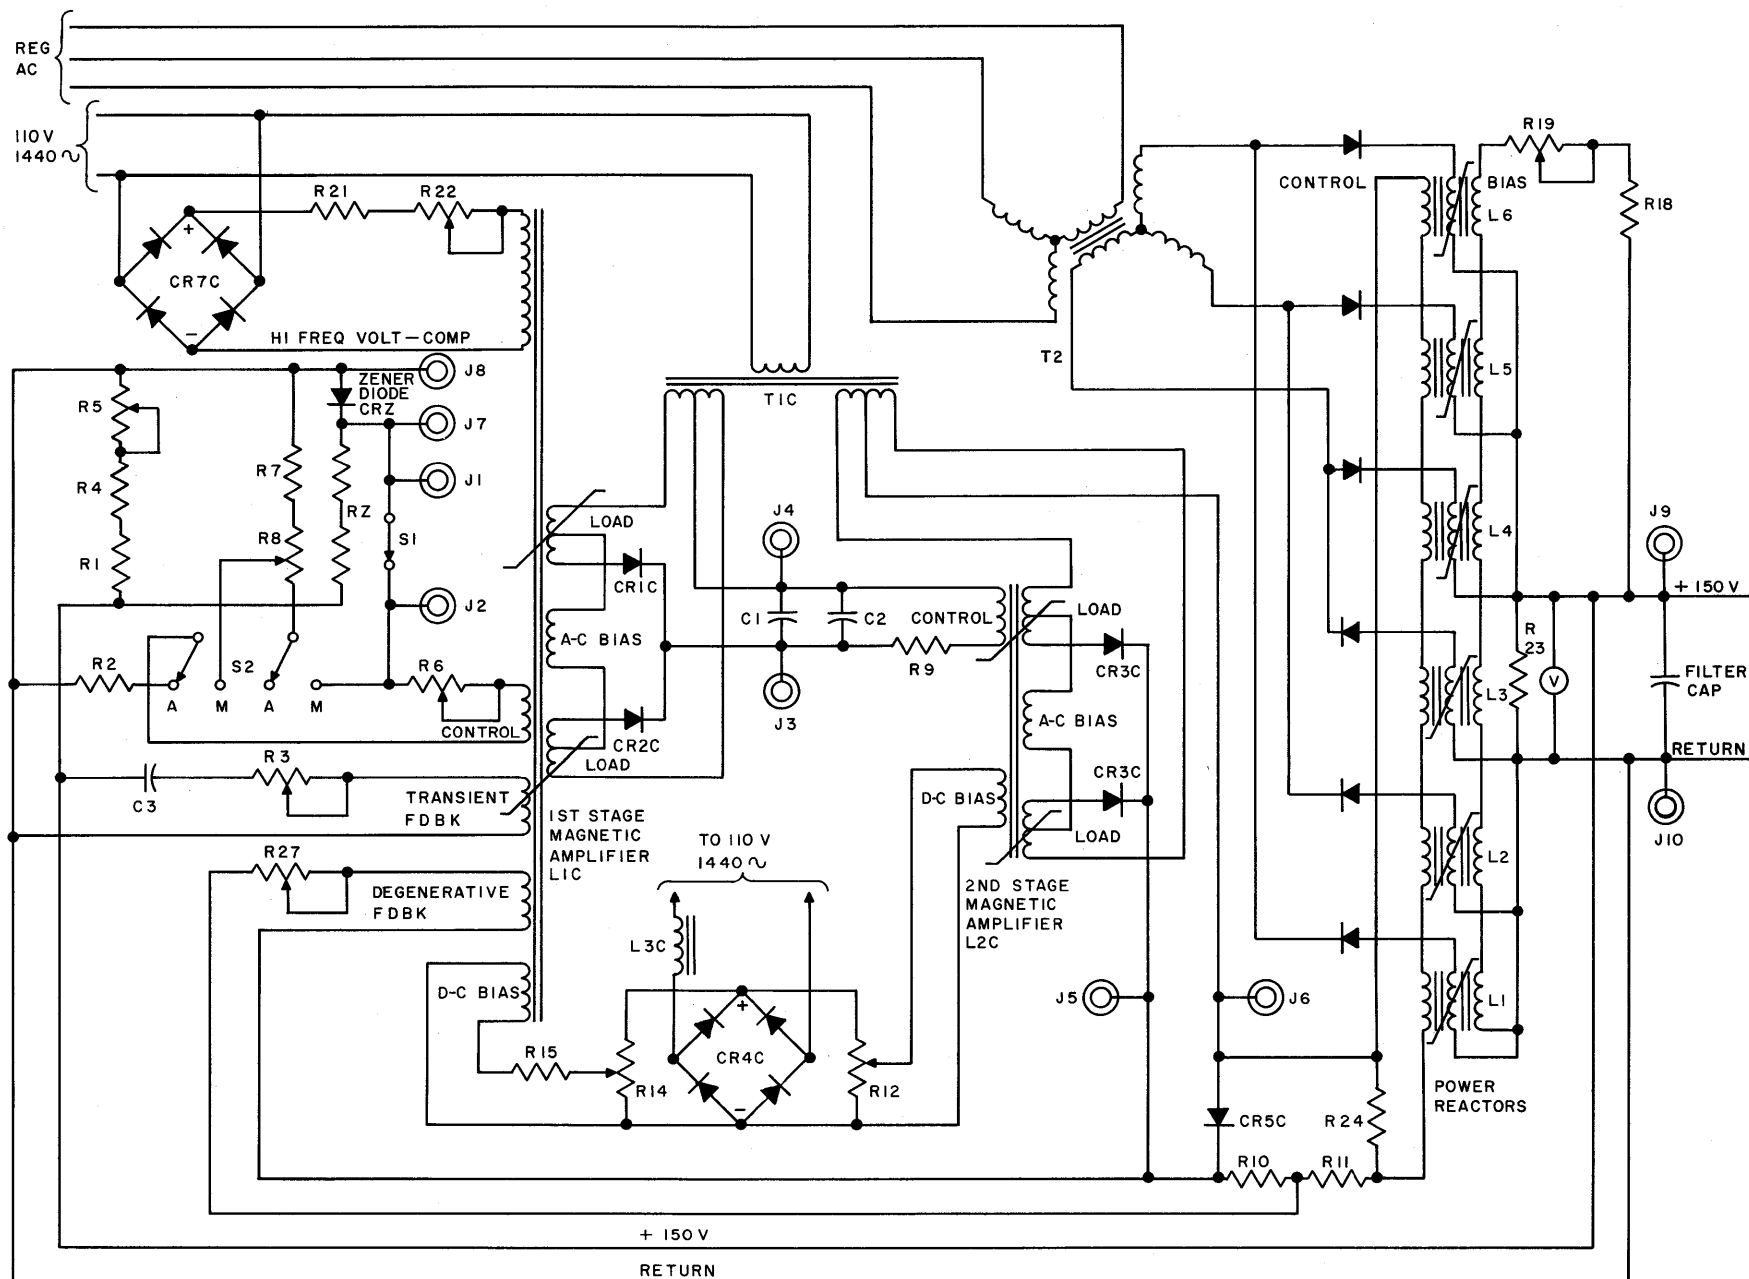 REG
AC
110 V
1440 ∿
R21
R22
+
CR7C
−
HI FREQ VOLT-COMP
R19
CONTROL
BIAS
L6
R18
T2
L5
J8
ZENER
DIODE
CRZ
R5
J7
T1C
R7
J1
R4
RZ
LOAD
J4
L4
J9
R8
S1
R1
CR1C
+ 150 V
J2
C1
C2
CONTROL
LOAD
A-C BIAS
R
23
R2
S2
R6
R9
CR3C
V
FILTER
CAP
A
M
A
M
J3
L3
CONTROL
CR2C
A-C BIAS
RETURN
R3
LOAD
CR3C
C3
TRANSIENT
FDBK
D-C BIAS
1ST STAGE
MAGNETIC
AMPLIFIER
L1C
TO 110 V
1440 ∿
LOAD
J10
R27
L2
DEGENERATIVE
FDBK
2ND STAGE
MAGNETIC
AMPLIFIER
L2C
L3C
D-C BIAS
J5
J6
L1
+
R15
CR4C
R14
R12
−
POWER
REACTORS
CR5C
R24
R10
R11
+ 150 V
RETURN